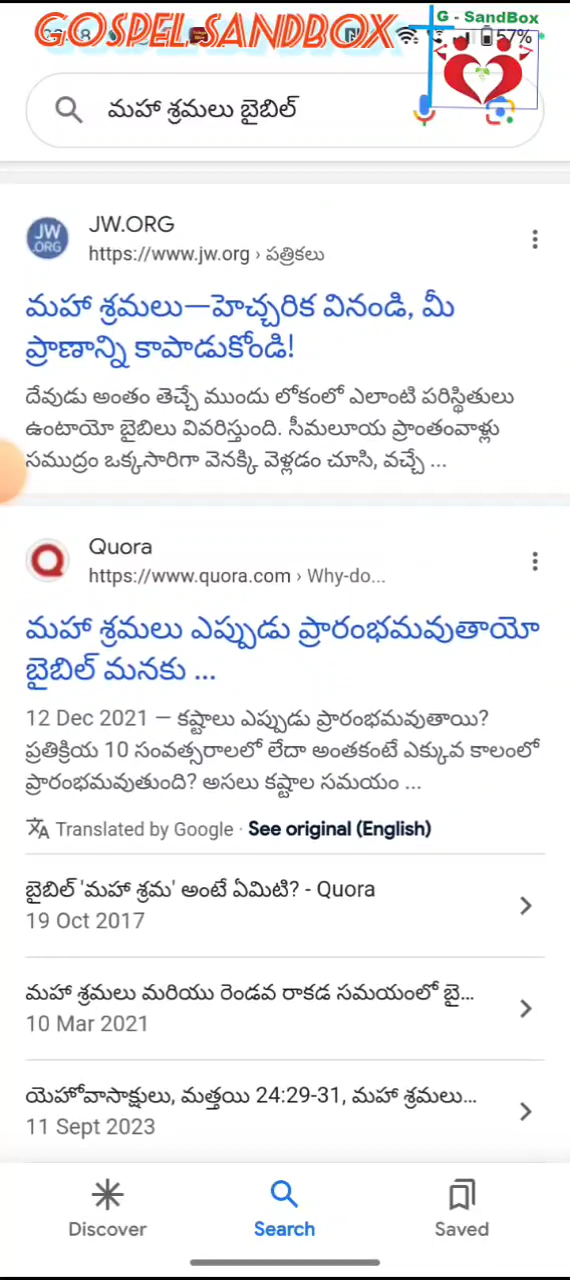 GOSPEL SANDBOX
G - SandBox
57%
మహా శ్రమలు బైబిల్
JW.ORG
JW
.ORG
https://www.jw.org › పత్రికలు
మహా శ్రమలు—హెచ్చరిక వినండి, మీ
ప్రాణాన్ని కాపాడుకోండి!
దేవుడు అంతం తెచ్చే ముందు లోకంలో ఎలాంటి పరిస్థితులు
ఉంటాయో బైబిలు వివరిస్తుంది. సీమలూయ ప్రాంతంవాళ్లు
సముద్రం ఒక్కసారిగా వెనక్కి వెళ్లడం చూసి, వచ్చే ...
Quora
https://www.quora.com › Why-do...
మహా శ్రమలు ఎప్పుడు ప్రారంభమవుతాయో
బైబిల్ మనకు ...
12 Dec 2021 — కష్టాలు ఎప్పుడు ప్రారంభమవుతాయి?
ప్రతిక్రియ 10 సంవత్సరాలలో లేదా అంతకంటే ఎక్కువ కాలంలో
ప్రారంభమవుతుంది? అసలు కష్టాల సమయం ...
Translated by Google · See original (English)
బైబిల్ 'మహా శ్రమ' అంటే ఏమిటి? - Quora
19 Oct 2017
మహా శ్రమలు మరియు రెండవ రాకడ సమయంలో బై...
10 Mar 2021
యెహోవాసాక్షులు, మత్తయి 24:29-31, మహా శ్రమలు...
11 Sept 2023
Discover
Search
Saved